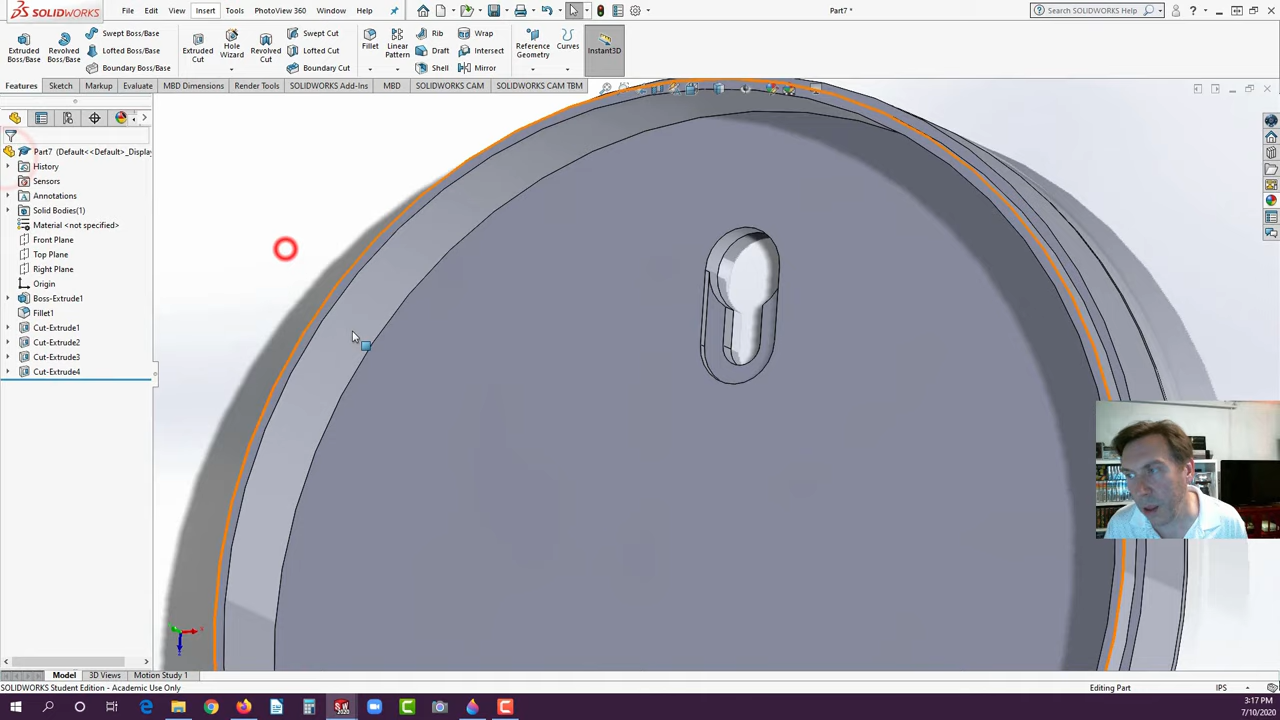 SOLIDWORKS File Edit View Insert Tools PhotoView 360 Window Help Part7 * Search SOLIDWORKS Help
Extruded Boss/Base
Revolved Boss/Base
Swept Boss/Base
Lofted Boss/Base
Boundary Boss/Base
Extruded Cut
Hole Wizard
Revolved Cut
Swept Cut
Lofted Cut
Boundary Cut
Fillet
Linear Pattern
Rib
Draft
Shell
Wrap
Intersect
Mirror
Reference Geometry
Curves
Instant3D
Features Sketch Markup Evaluate MBD Dimensions Render Tools SOLIDWORKS Add-Ins MBD SOLIDWORKS CAM SOLIDWORKS CAM TBM
Part7 (Default<<Default>_Displa
History
Sensors
Annotations
Solid Bodies(1)
Material <not specified>
Front Plane
Top Plane
Right Plane
Origin
Boss-Extrude1
Fillet1
Cut-Extrude1
Cut-Extrude2
Cut-Extrude3
Cut-Extrude4
Model 3D Views Motion Study 1
SOLIDWORKS Student Edition - Academic Use Only Editing Part IPS
3:17 PM
7/10/2020